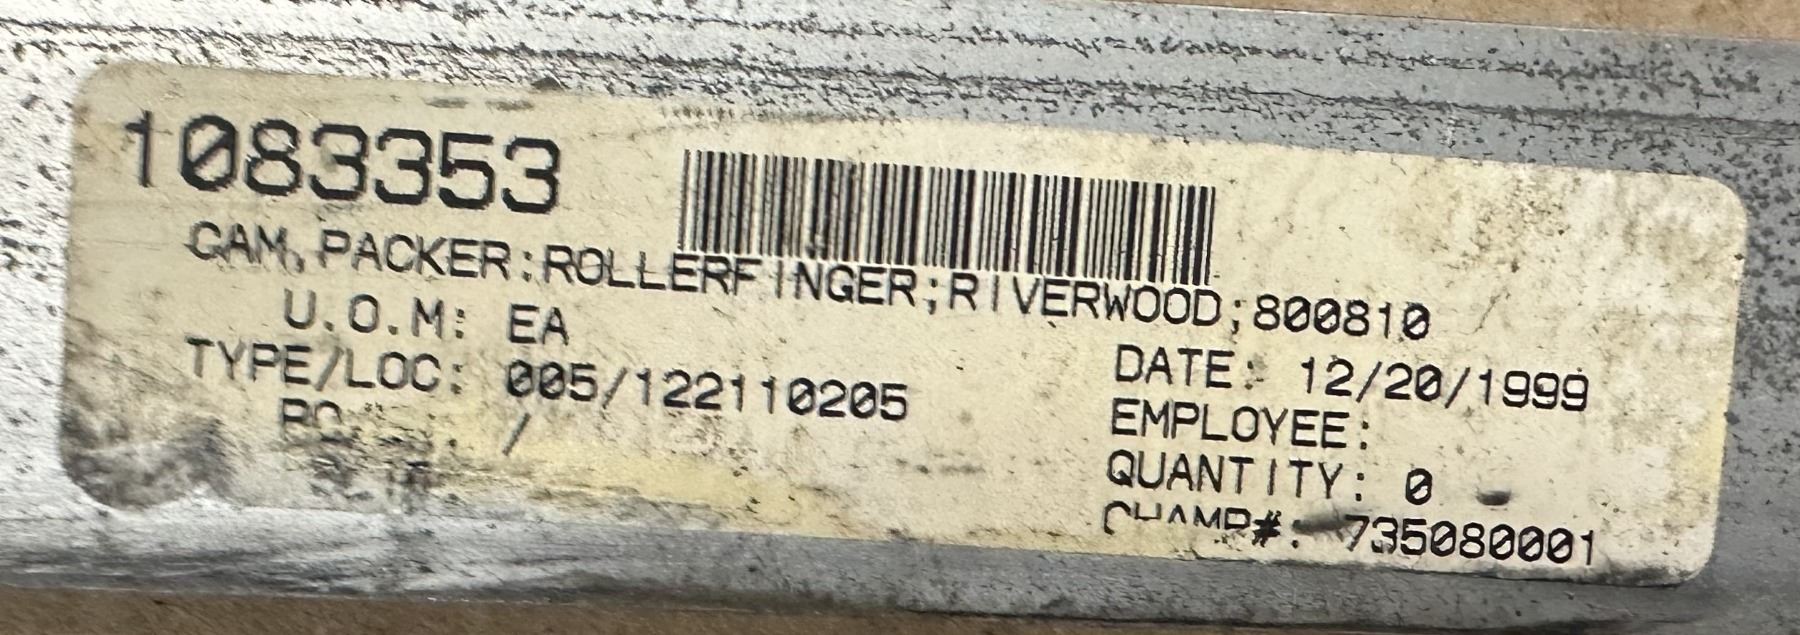 1083353
CAM,PACKER:ROLLERFINGER;RIVERWOOD;800810
U.O.M: EA
TYPE/LOC: 005/122110205
DATE: 12/20/1999
/
EMPLOYEE:
QUANTITY: 0
CHAMP#: 735080001